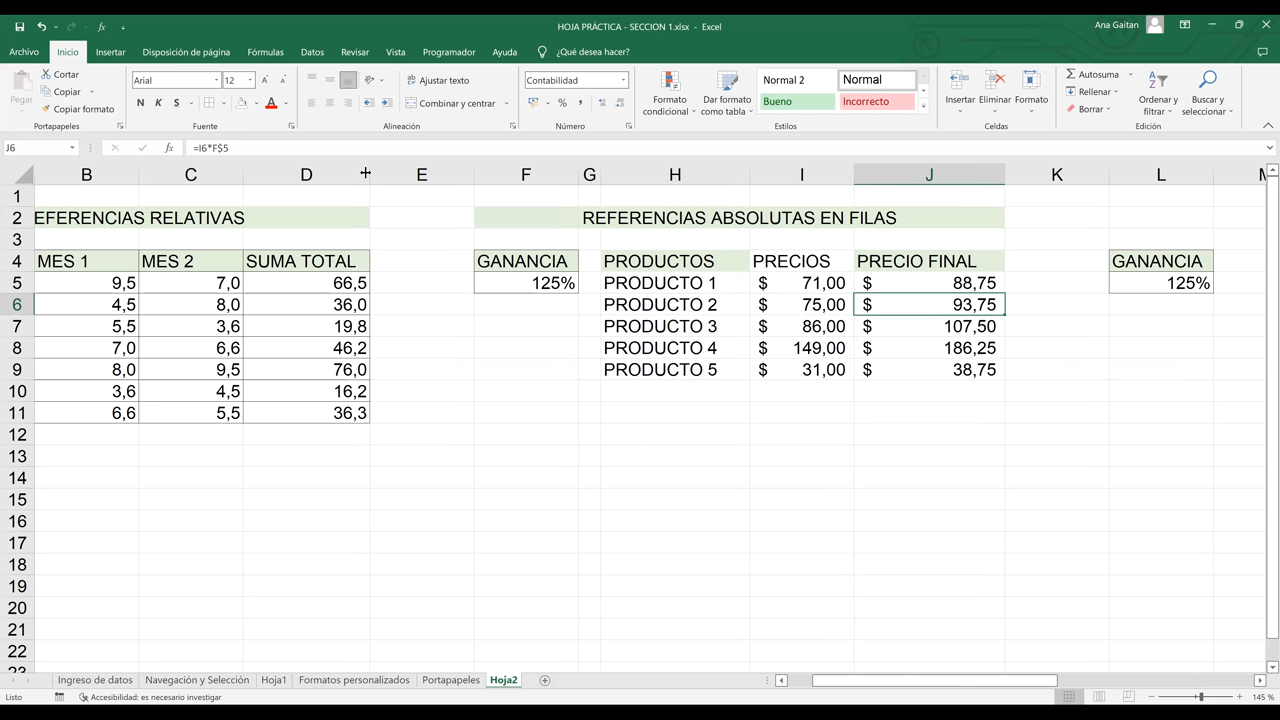 HOJA PRÁCTICA - SECCION 1.xlsx - Excel
Ana Gaitan
Archivo Inicio Insertar Disposición de página Fórmulas Datos Revisar Vista Programador Ayuda ¿Qué desea hacer?
Pegar
Cortar
Copiar
Copiar formato
Portapapeles
Arial 12
N K S
Fuente
Ajustar texto
Combinar y centrar
Alineación
Contabilidad
Número
Formato condicional
Dar formato como tabla
Normal 2 Normal
Bueno Incorrecto
Estilos
Insertar Eliminar Formato
Celdas
Autosuma
Rellenar
Borrar
Ordenar y filtrar
Buscar y seleccionar
Edición
J6 fx =I6*F$5
B C D E F G H I J K L
1
2 EFERENCIAS RELATIVAS REFERENCIAS ABSOLUTAS EN FILAS
3
4 MES 1 MES 2 SUMA TOTAL GANANCIA PRODUCTOS PRECIOS PRECIO FINAL GANANCIA
5 9,5 7,0 66,5 125% PRODUCTO 1 $ 71,00 $ 88,75 125%
6 4,5 8,0 36,0 PRODUCTO 2 $ 75,00 $ 93,75
7 5,5 3,6 19,8 PRODUCTO 3 $ 86,00 $ 107,50
8 7,0 6,6 46,2 PRODUCTO 4 $ 149,00 $ 186,25
9 8,0 9,5 76,0 PRODUCTO 5 $ 31,00 $ 38,75
10 3,6 4,5 16,2
11 6,6 5,5 36,3
12
13
14
15
16
17
18
19
20
21
22
Ingreso de datos Navegación y Selección Hoja1 Formatos personalizados Portapapeles Hoja2
Listo Accesibilidad: es necesario investigar 145 %